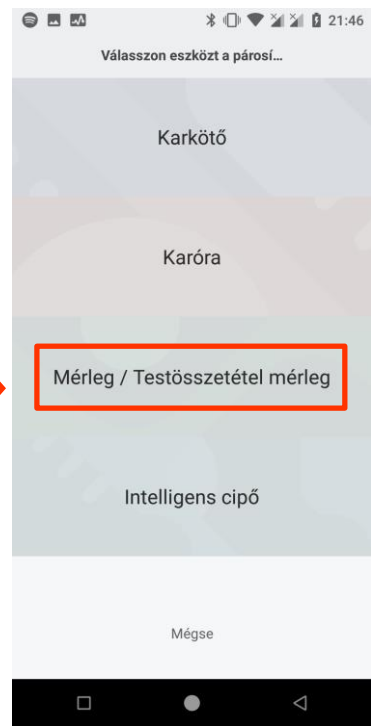 21:46
Válasszon eszközt a párosí…
Karkötő
Karóra
Mérleg / Testösszetétel mérleg
Intelligens cipő
Mégse